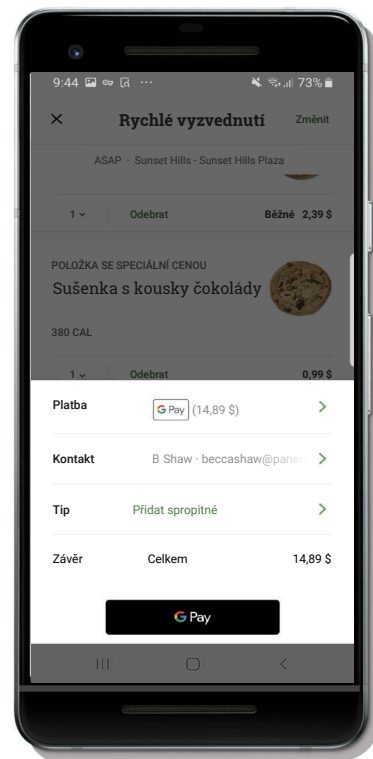 9:44 ··· 73%
× Rychlé vyzvednutí Změnit
ASAP · Sunset Hills - Sunset Hills Plaza
1 Odebrat Běžné 2,39 $
POLOŽKA SE SPECIÁLNÍ CENOU
Sušenka s kousky čokolády
380 CAL
1 Odebrat 0,99 $
Platba G Pay (14,89 $)
Kontakt B Shaw · beccashaw@paner
Tip Přidat spropitné
Závěr Celkem 14,89 $
G Pay